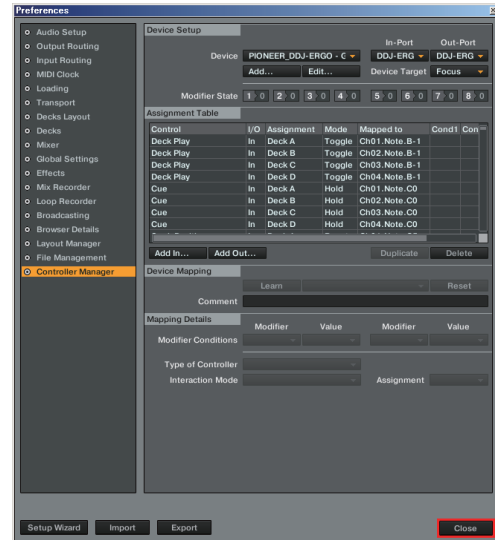 Preferences
Audio Setup
Output Routing
Input Routing
MIDI Clock
Loading
Transport
Decks Layout
Decks
Mixer
Global Settings
Effects
Mix Recorder
Loop Recorder
Broadcasting
Browser Details
Layout Manager
File Management
Controller Manager
Device Setup
In-Port Out-Port
Device PIONEER_DDJ-ERGO - C DDJ-ERG DDJ-ERG
Add... Edit... Device Target Focus
Modifier State 1 0 2 0 3 0 4 0 5 0 6 0 7 0 8 0
Assignment Table
Control I/O Assignment Mode Mapped to Cond1 Con
Deck Play In Deck A Toggle Ch01.Note.B-1
Deck Play In Deck B Toggle Ch02.Note.B-1
Deck Play In Deck C Toggle Ch03.Note.B-1
Deck Play In Deck D Toggle Ch04.Note.B-1
Cue In Deck A Hold Ch01.Note.C0
Cue In Deck B Hold Ch02.Note.C0
Cue In Deck C Hold Ch03.Note.C0
Cue In Deck D Hold Ch04.Note.C0
Add In... Add Out... Duplicate Delete
Device Mapping
Learn Reset
Comment
Mapping Details
Modifier Value Modifier Value
Modifier Conditions
Type of Controller
Interaction Mode Assignment
Setup Wizard Import Export Close